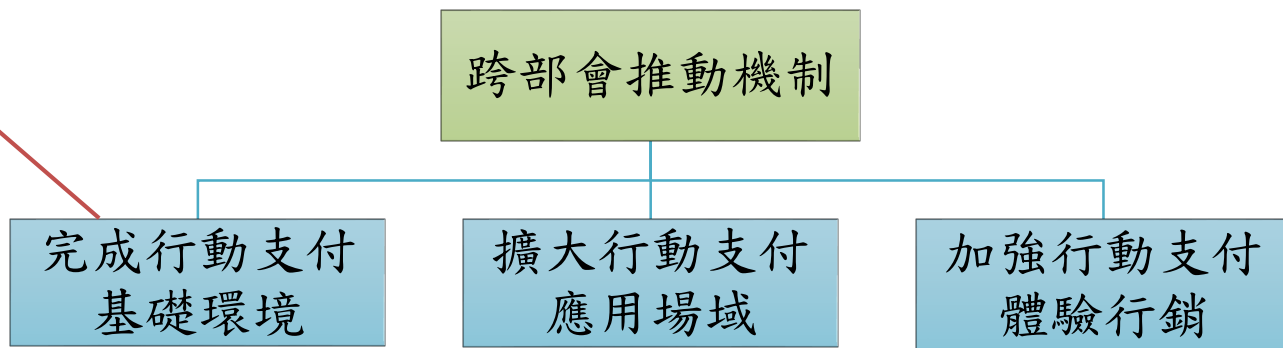 跨部會推動機制
完成行動支付
基礎環境
擴大行動支付
應用場域
加強行動支付
體驗行銷